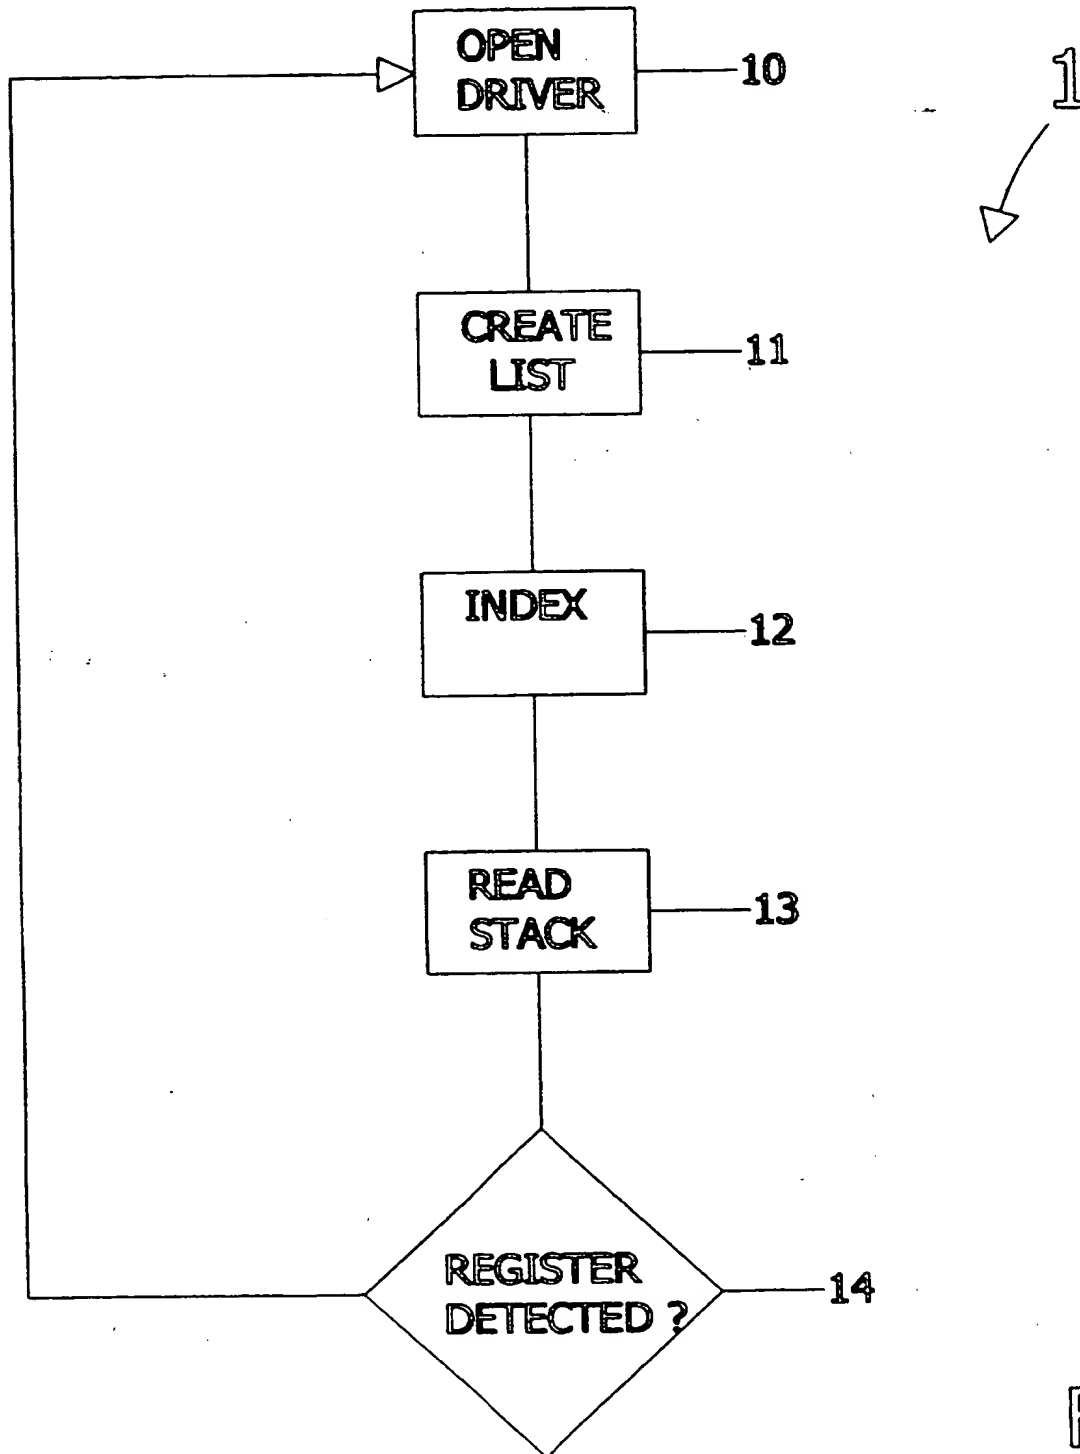 OPEN
DRIVER
10
1
CREATE
LIST
11
INDEX
12
READ
STACK
13
REGISTER
DETECTED ?
14